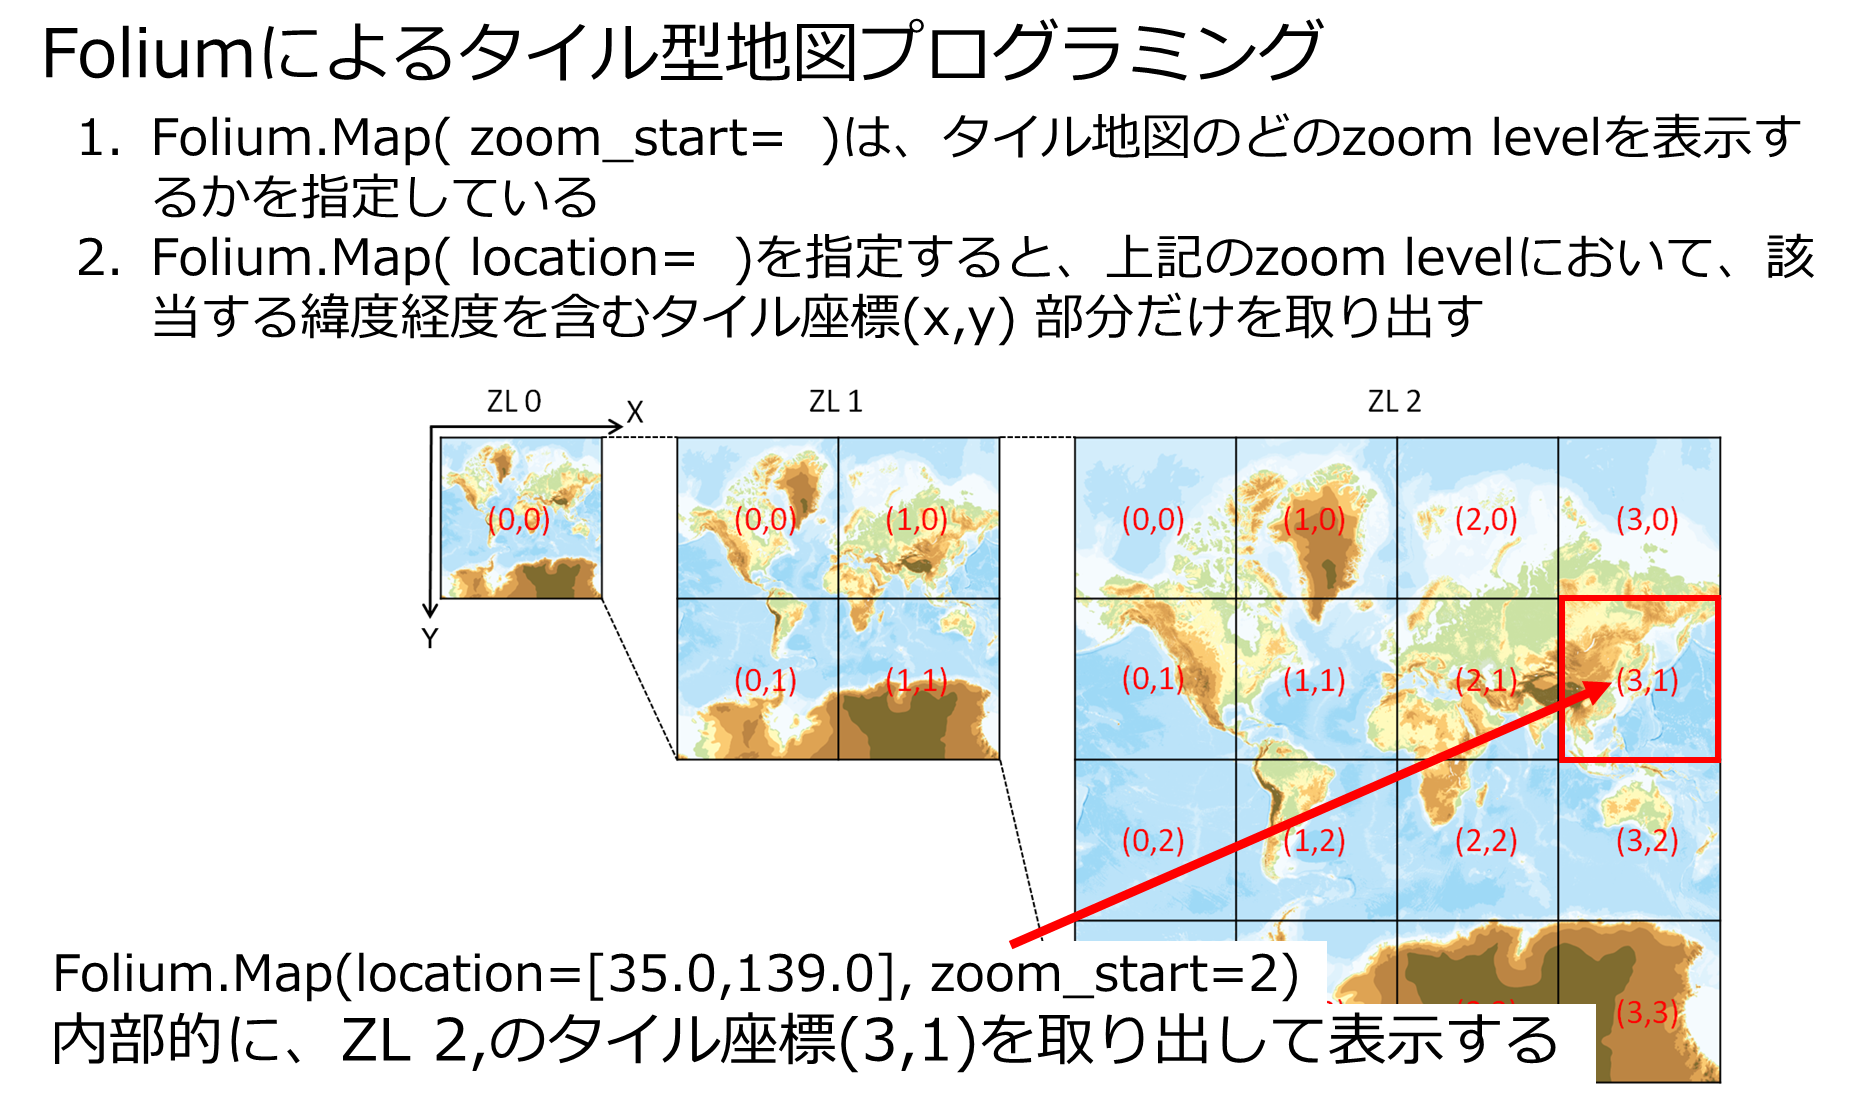 Foliumによるタイル型地図プログラミング
1. Folium.Map( zoom_start=  )は、タイル地図のどのzoom levelを表示す
るかを指定している
2. Folium.Map( location=  )を指定すると、上記のzoom levelにおいて、該
当する緯度経度を含むタイル座標(x,y) 部分だけを取り出す
ZL 0
X
Y
(0,0)
ZL 1
(0,0) (1,0)
(0,1) (1,1)
ZL 2
(0,0) (1,0) (2,0) (3,0)
(0,1) (1,1) (2,1) (3,1)
(0,2) (1,2) (2,2) (3,2)
(3,3)
Folium.Map(location=[35.0,139.0], zoom_start=2)
内部的に、ZL 2,のタイル座標(3,1)を取り出して表示する